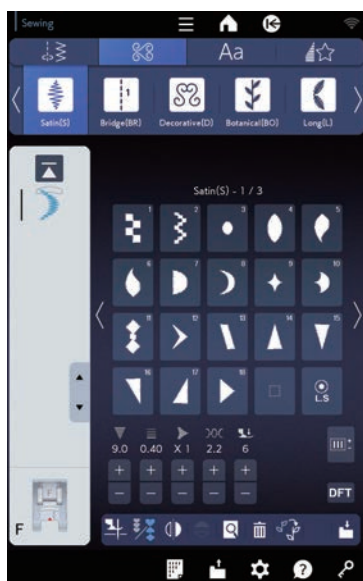 Sewing
Aa
Satin(S) Bridge(BR) Decorative(D) Botanical(BO) Long(L)
1
Satin(S) - 1 / 3
1 2 3 4 5
6 7 8 9 10
11 12 13 14 15
16 17 18 L.S
9.0 0.40 X 1 2.2 6
+ + + + +
− − − − − DFT
F
?